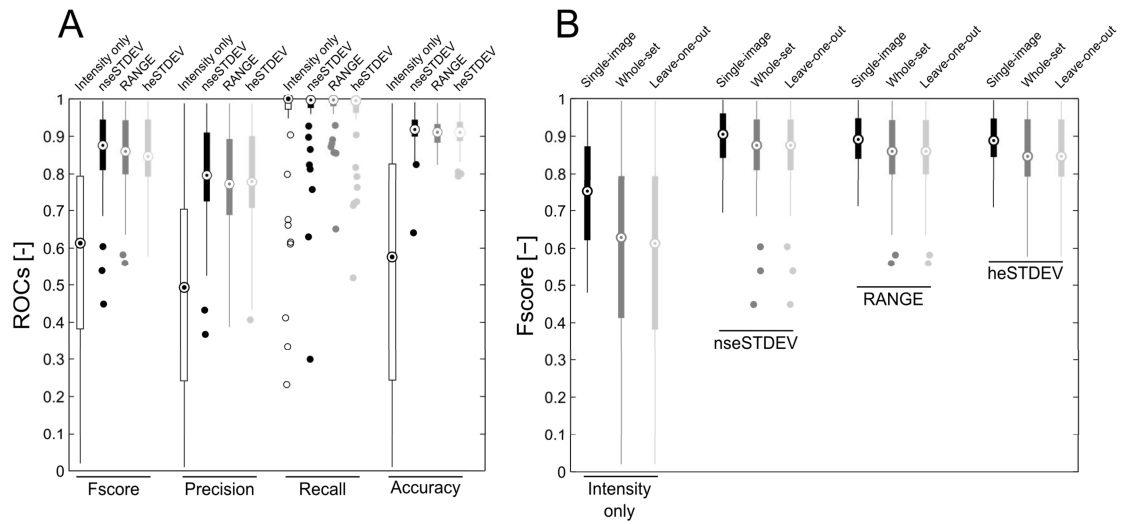 A
Intensity only
nseSTDEV
RANGE
heSTDEV
Intensity only
nseSTDEV
RANGE
heSTDEV
Intensity only
nseSTDEV
RANGE
heSTDEV
Intensity only
nseSTDEV
RANGE
heSTDEV
ROCs [-]
1
0.9
0.8
0.7
0.6
0.5
0.4
0.3
0.2
0.1
0
Fscore
Precision
Recall
Accuracy
B
Single-image
Whole-set
Leave-one-out
Single-image
Whole-set
Leave-one-out
Single-image
Whole-set
Leave-one-out
Single-image
Whole-set
Leave-one-out
Fscore [−]
1
0.9
0.8
0.7
0.6
0.5
0.4
0.3
0.2
0.1
0
heSTDEV
RANGE
nseSTDEV
Intensity
only